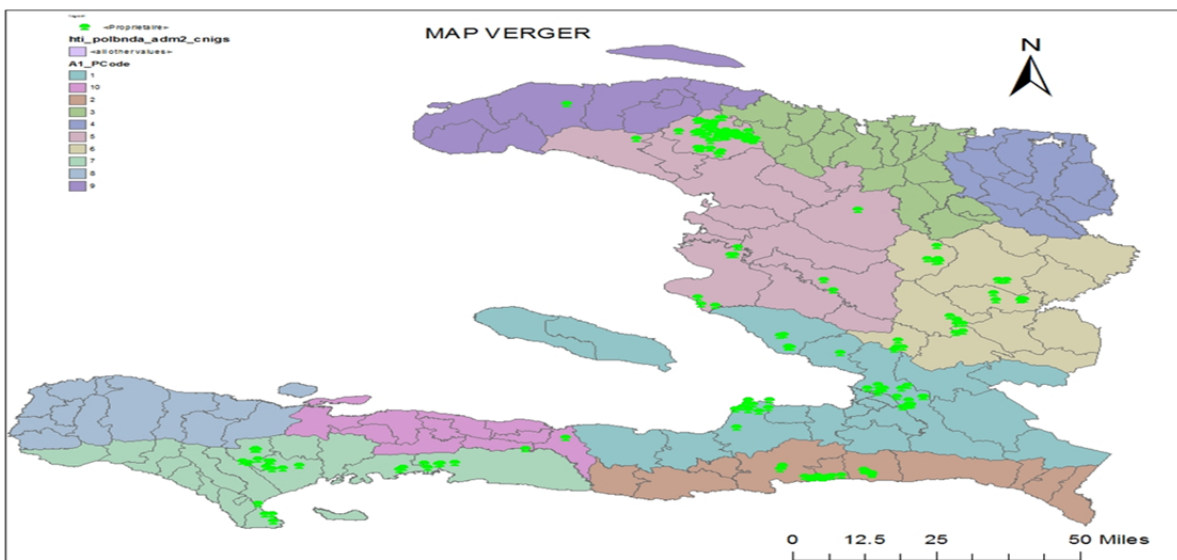 Legend
<Proprietaire>
hti_polbnda_adm2_cnigs
<all other values>
A1_PCode
1
10
2
3
4
5
6
7
8
9
MAP VERGER
N
0 12.5 25 50 Miles